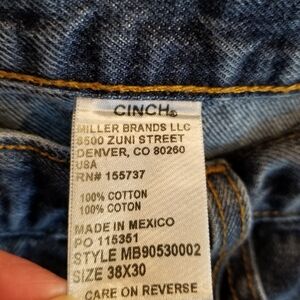 CINCH®
MILLER BRANDS LLC
8500 ZUNI STREET
DENVER, CO 80260
USA
RN# 155737
100% COTTON
100% COTON
MADE IN MEXICO
PO 115351
STYLE MB90530002
SIZE 38X30
CARE ON REVERSE